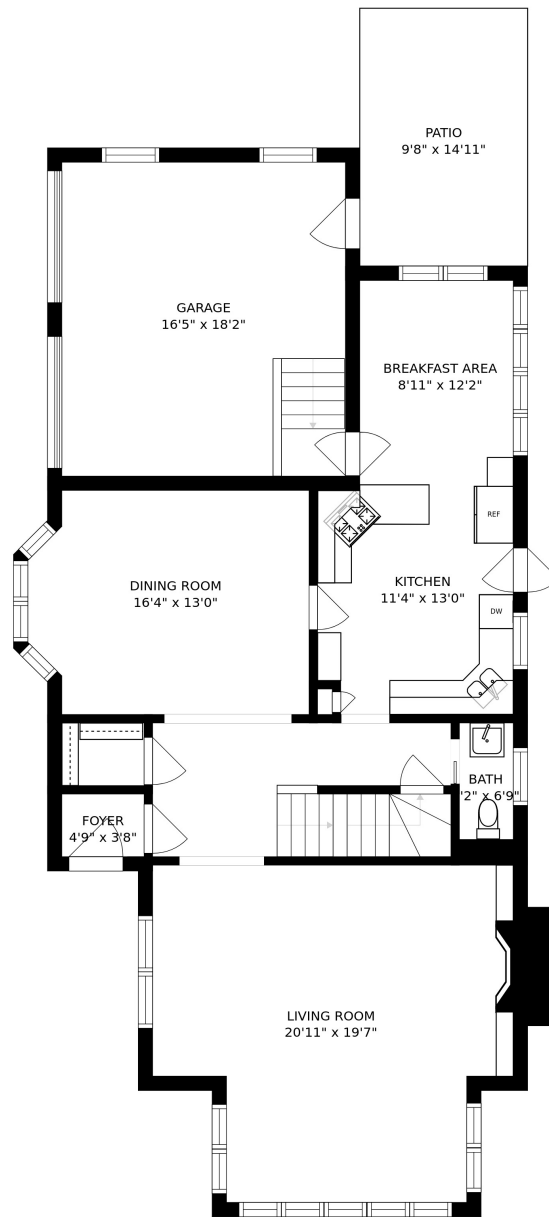 PATIO
9'8" x 14'11"
GARAGE
16'5" x 18'2"
BREAKFAST AREA
8'11" x 12'2"
REF
DINING ROOM
16'4" x 13'0"
KITCHEN
11'4" x 13'0"
DW
BATH
'2" x 6'9"
FOYER
4'9" x 3'8"
LIVING ROOM
20'11" x 19'7"